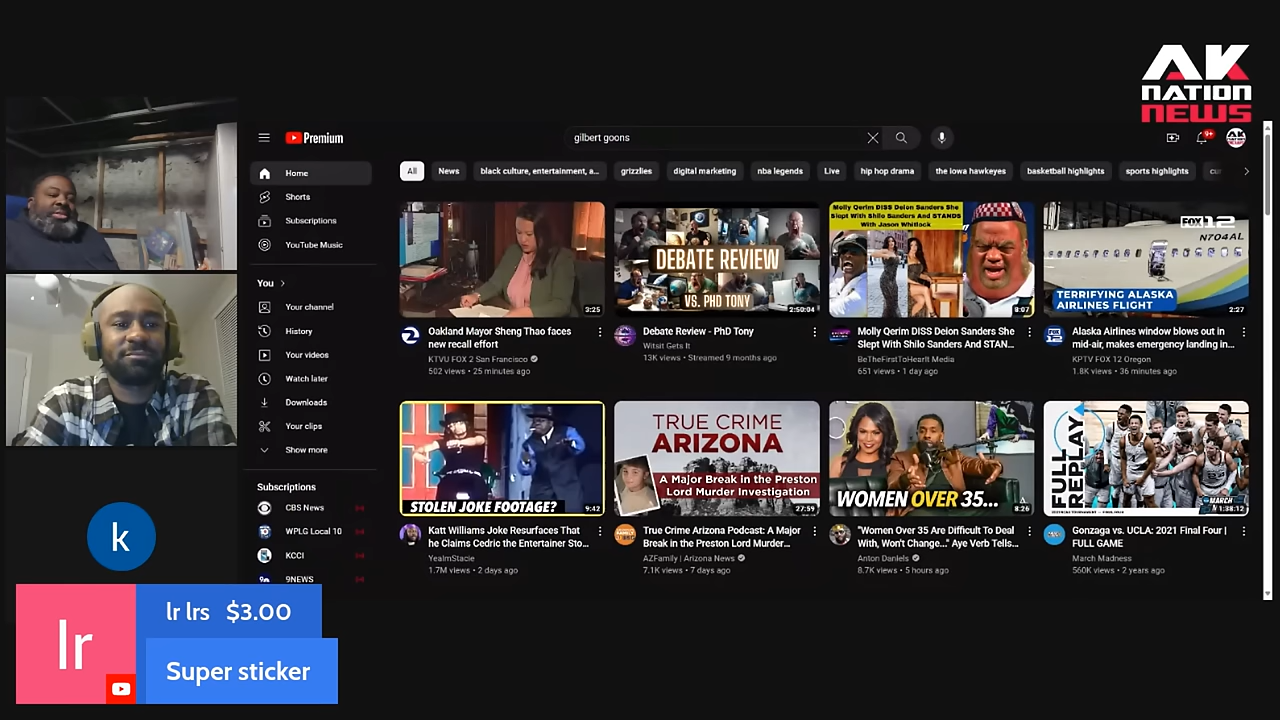 AK
NATION
NEWS
Premium
gilbert goons
9+
Home
Shorts
Subscriptions
YouTube Music
You
Your channel
History
Your videos
Watch later
Downloads
Your clips
Show more
Subscriptions
CBS News
WPLG Local 10
KCCI
9NEWS
All
News
black culture, entertainment, a...
grizzlies
digital marketing
nba legends
Live
hip hop drama
the iowa hawkeyes
basketball highlights
sports highlights
3:25
Oakland Mayor Sheng Thao faces
new recall effort
KTVU FOX 2 San Francisco
502 views • 25 minutes ago
DEBATE REVIEW
VS. PHD TONY
2:50:04
Debate Review - PhD Tony
Witsit Gets It
13K views • Streamed 9 months ago
Molly Qerim DISS Deion Sanders She
Slept With Shilo Sanders And STANDS
With Jason Whitlock
8:07
Molly Qerim DISS Deion Sanders She
Slept With Shilo Sanders And STAN...
BeTheFirstToHearIt Media
651 views • 1 day ago
FOX 12
N704AL
TERRIFYING ALASKA
AIRLINES FLIGHT
2:27
Alaska Airlines window blows out in
mid-air, makes emergency landing in...
KPTV FOX 12 Oregon
1.8K views • 36 minutes ago
STOLEN JOKE FOOTAGE?
9:42
Katt Williams Joke Resurfaces That
he Claims Cedric the Entertainer Sto...
YealmStacie
1.7M views • 2 days ago
TRUE CRIME
ARIZONA
A Major Break in the Preston
Lord Murder Investigation
27:59
True Crime Arizona Podcast: A Major
Break in the Preston Lord Murder...
AZFamily | Arizona News
7.1K views • 7 days ago
WOMEN OVER 35...
8:26
"Women Over 35 Are Difficult To Deal
With, Won't Change..." Aye Verb Tells...
Anton Daniels
8.7K views • 5 hours ago
FULL
REPLAY
MARCH
1:38:12
Gonzaga vs. UCLA: 2021 Final Four |
FULL GAME
March Madness
560K views • 2 years ago
k
lr
lr lrs $3.00
Super sticker